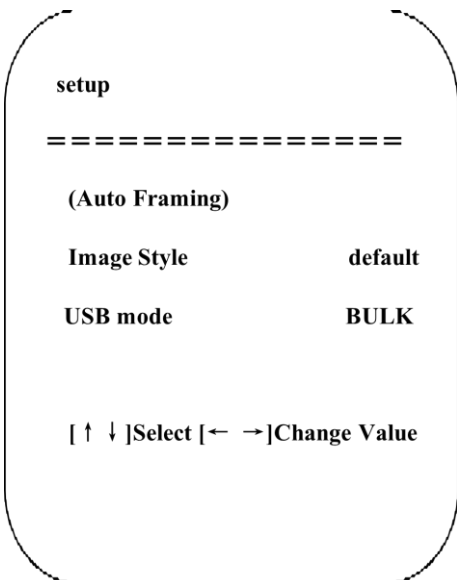 setup
===============
(Auto Framing)
Image Style default
USB mode BULK
[↑ ↓]Select [← →]Change Value